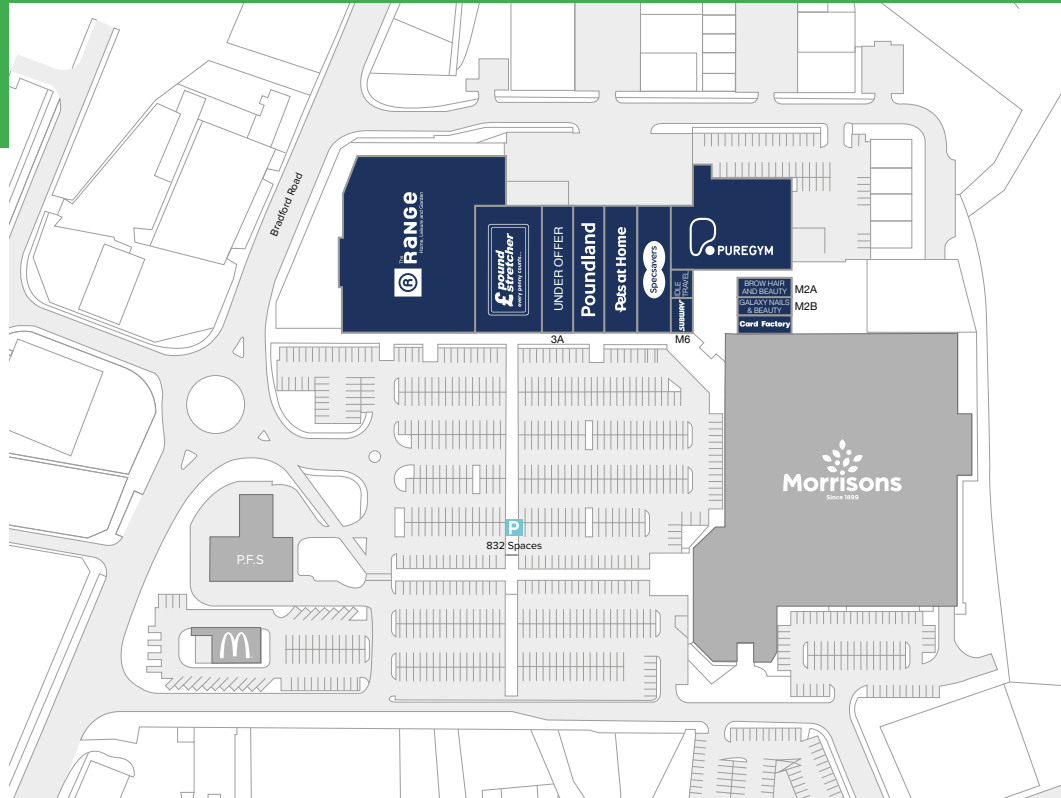 Bradford Road
The
RANGE
Home, Leisure and Garden
R
£ pound
stretcher
every penny counts...
UNDER OFFER
Poundland
Pets at Home
Specsavers
PUREGYM
IDLE
TRAVEL
SUBWAY
BROW HAIR
AND BEAUTY
M2A
GALAXY NAILS
& BEAUTY
M2B
Card Factory
3A
M6
Morrisons
Since 1899
P
832 Spaces
P.F.S
M